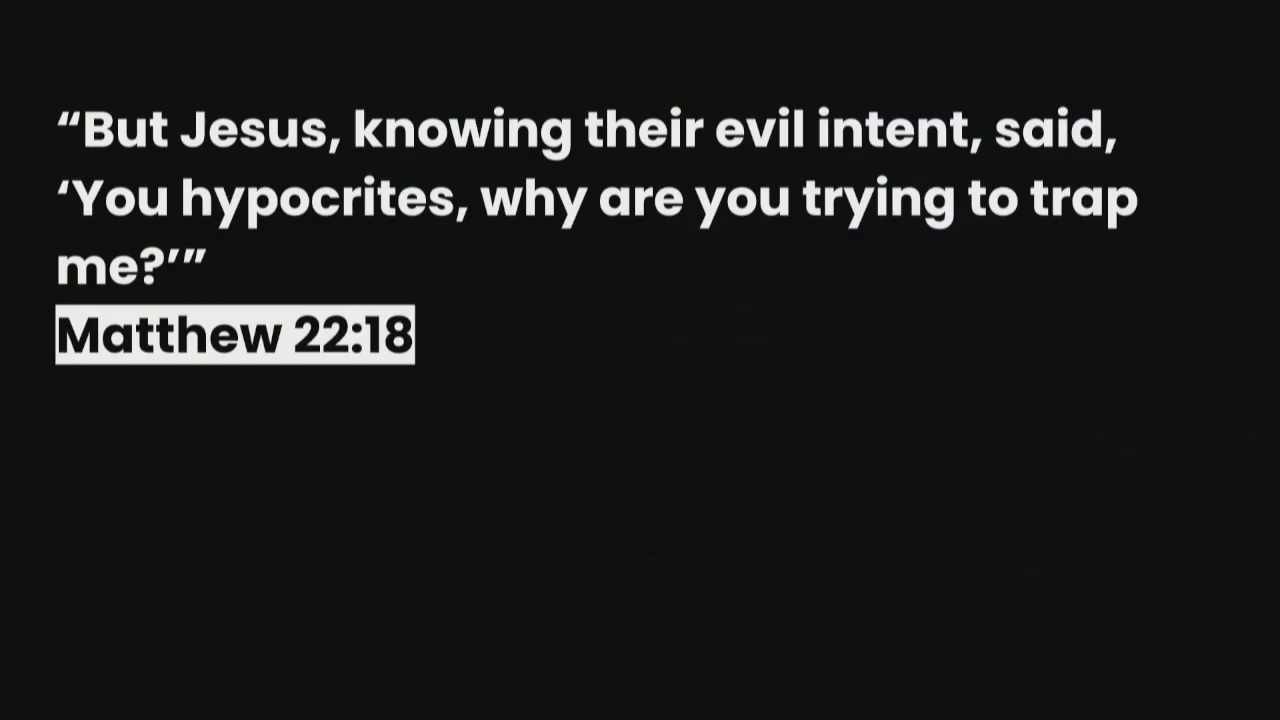 “But Jesus, knowing their evil intent, said,
‘You hypocrites, why are you trying to trap
me?’”
Matthew 22:18